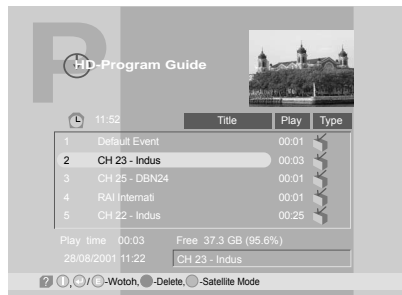 P
HD-Program Guide
11:52 Title Play Type
1 Default Event 00:01
2 CH 23 - Indus 00:03
3 CH 25 - DBN24 00:01
4 RAI Internati 00:01
5 CH 22 - Indus 00:25
Play time 00:03 Free 37.3 GB (95.6%)
28/08/2001 11:22 CH 23 - Indus
? , / -Wotoh, -Delete, -Satellite Mode